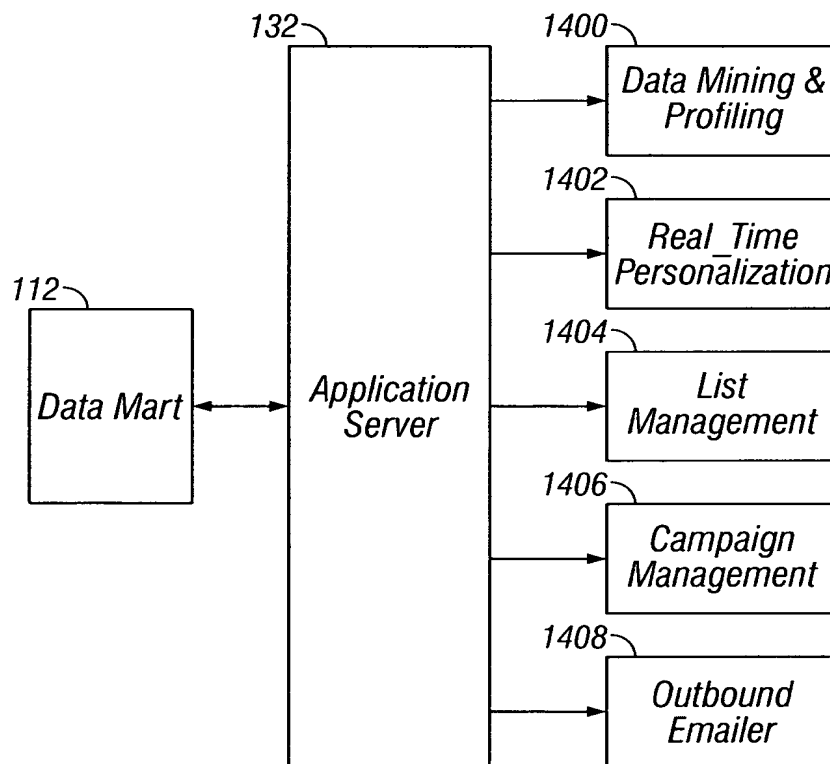 132
1400
Data Mining &
Profiling
1402
Real_Time
Personalization
112
Data Mart
Application
Server
1404
List
Management
1406
Campaign
Management
1408
Outbound
Emailer